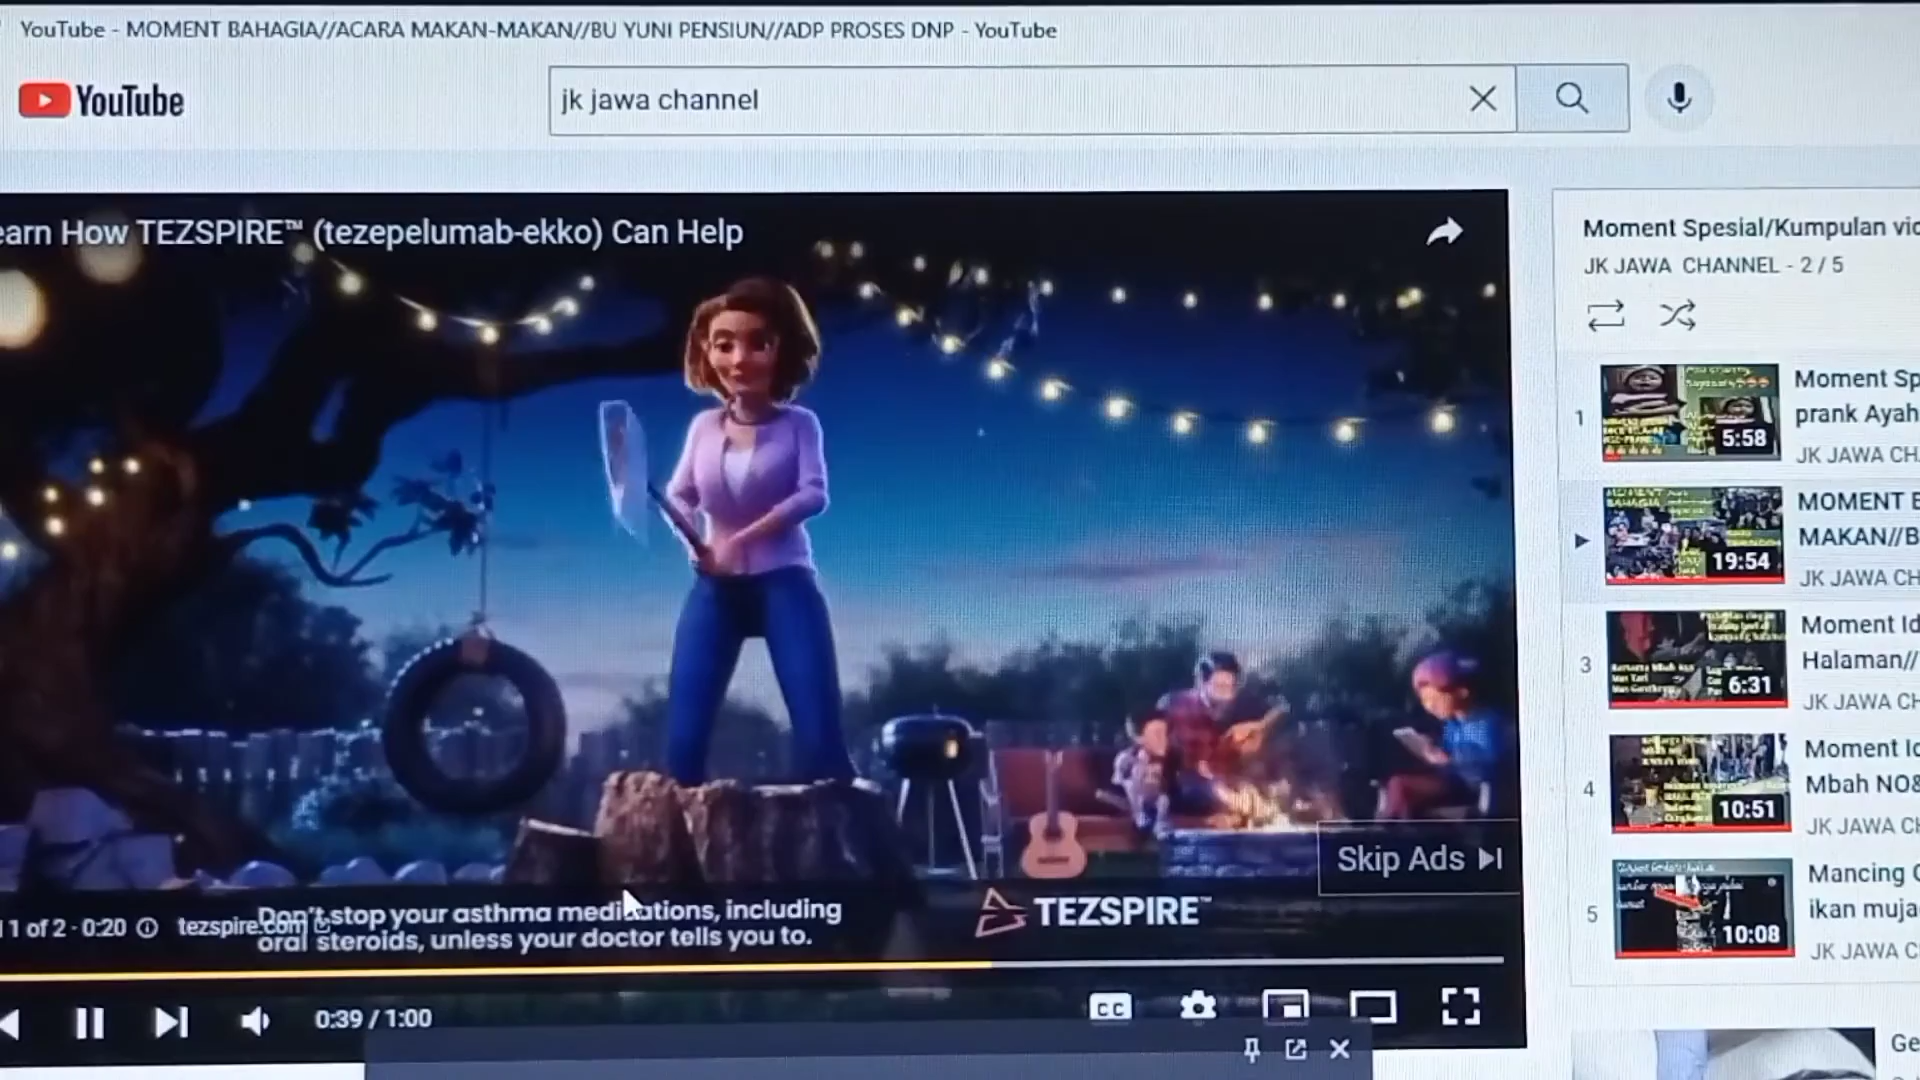 YouTube - MOMENT BAHAGIA//ACARA MAKAN-MAKAN//BU YUNI PENSIUN//ADP PROSES DNP - YouTube
YouTube
jk jawa channel
earn How TEZSPIRE™ (tezepelumab-ekko) Can Help
Skip Ads
1 of 2 · 0:20
tezspire.com
Don't stop your asthma medications, including
oral steroids, unless your doctor tells you to.
TEZSPIRE™
0:39 / 1:00
CC
Moment Spesial/Kumpulan vid
JK JAWA CHANNEL - 2 / 5
1
5:58
Moment Sp
prank Ayah
JK JAWA CH
MOMENT
BAHAGIA
19:54
MOMENT B
MAKAN//B
JK JAWA CH
3
6:31
Moment Id
Halaman//
JK JAWA CH
4
10:51
Moment Id
Mbah NO&
JK JAWA CH
5
10:08
Mancing
ikan muja
JK JAWA C
Ge